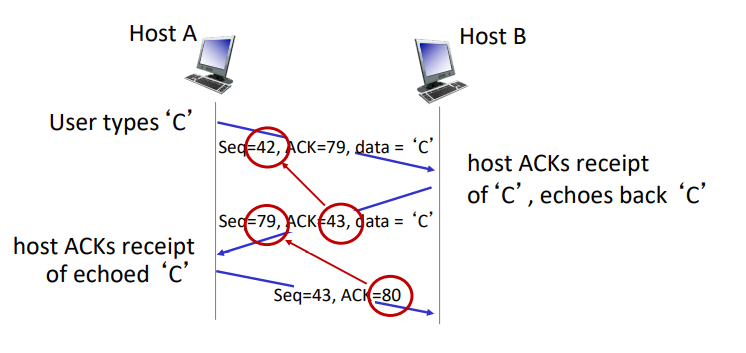 Host A
Host B
User types ‘C’
Seq=42, ACK=79, data = ‘C’
host ACKs receipt
of ‘C’, echoes back ‘C’
Seq=79, ACK=43, data = ‘C’
host ACKs receipt
of echoed ‘C’
Seq=43, ACK=80